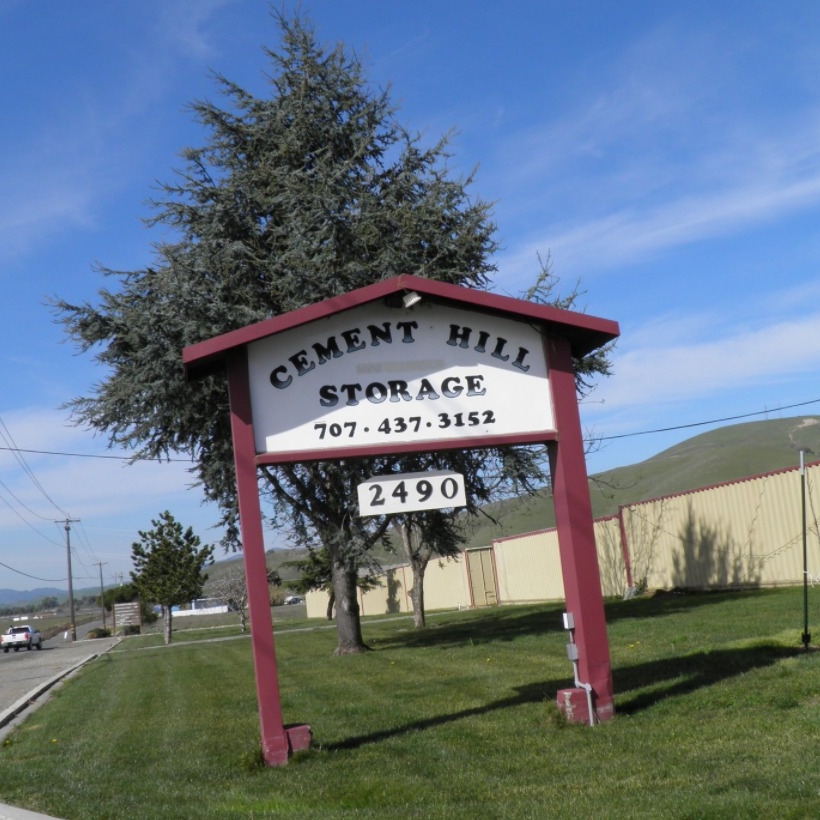 CEMENT HILL
STORAGE
707·437·3152
2490